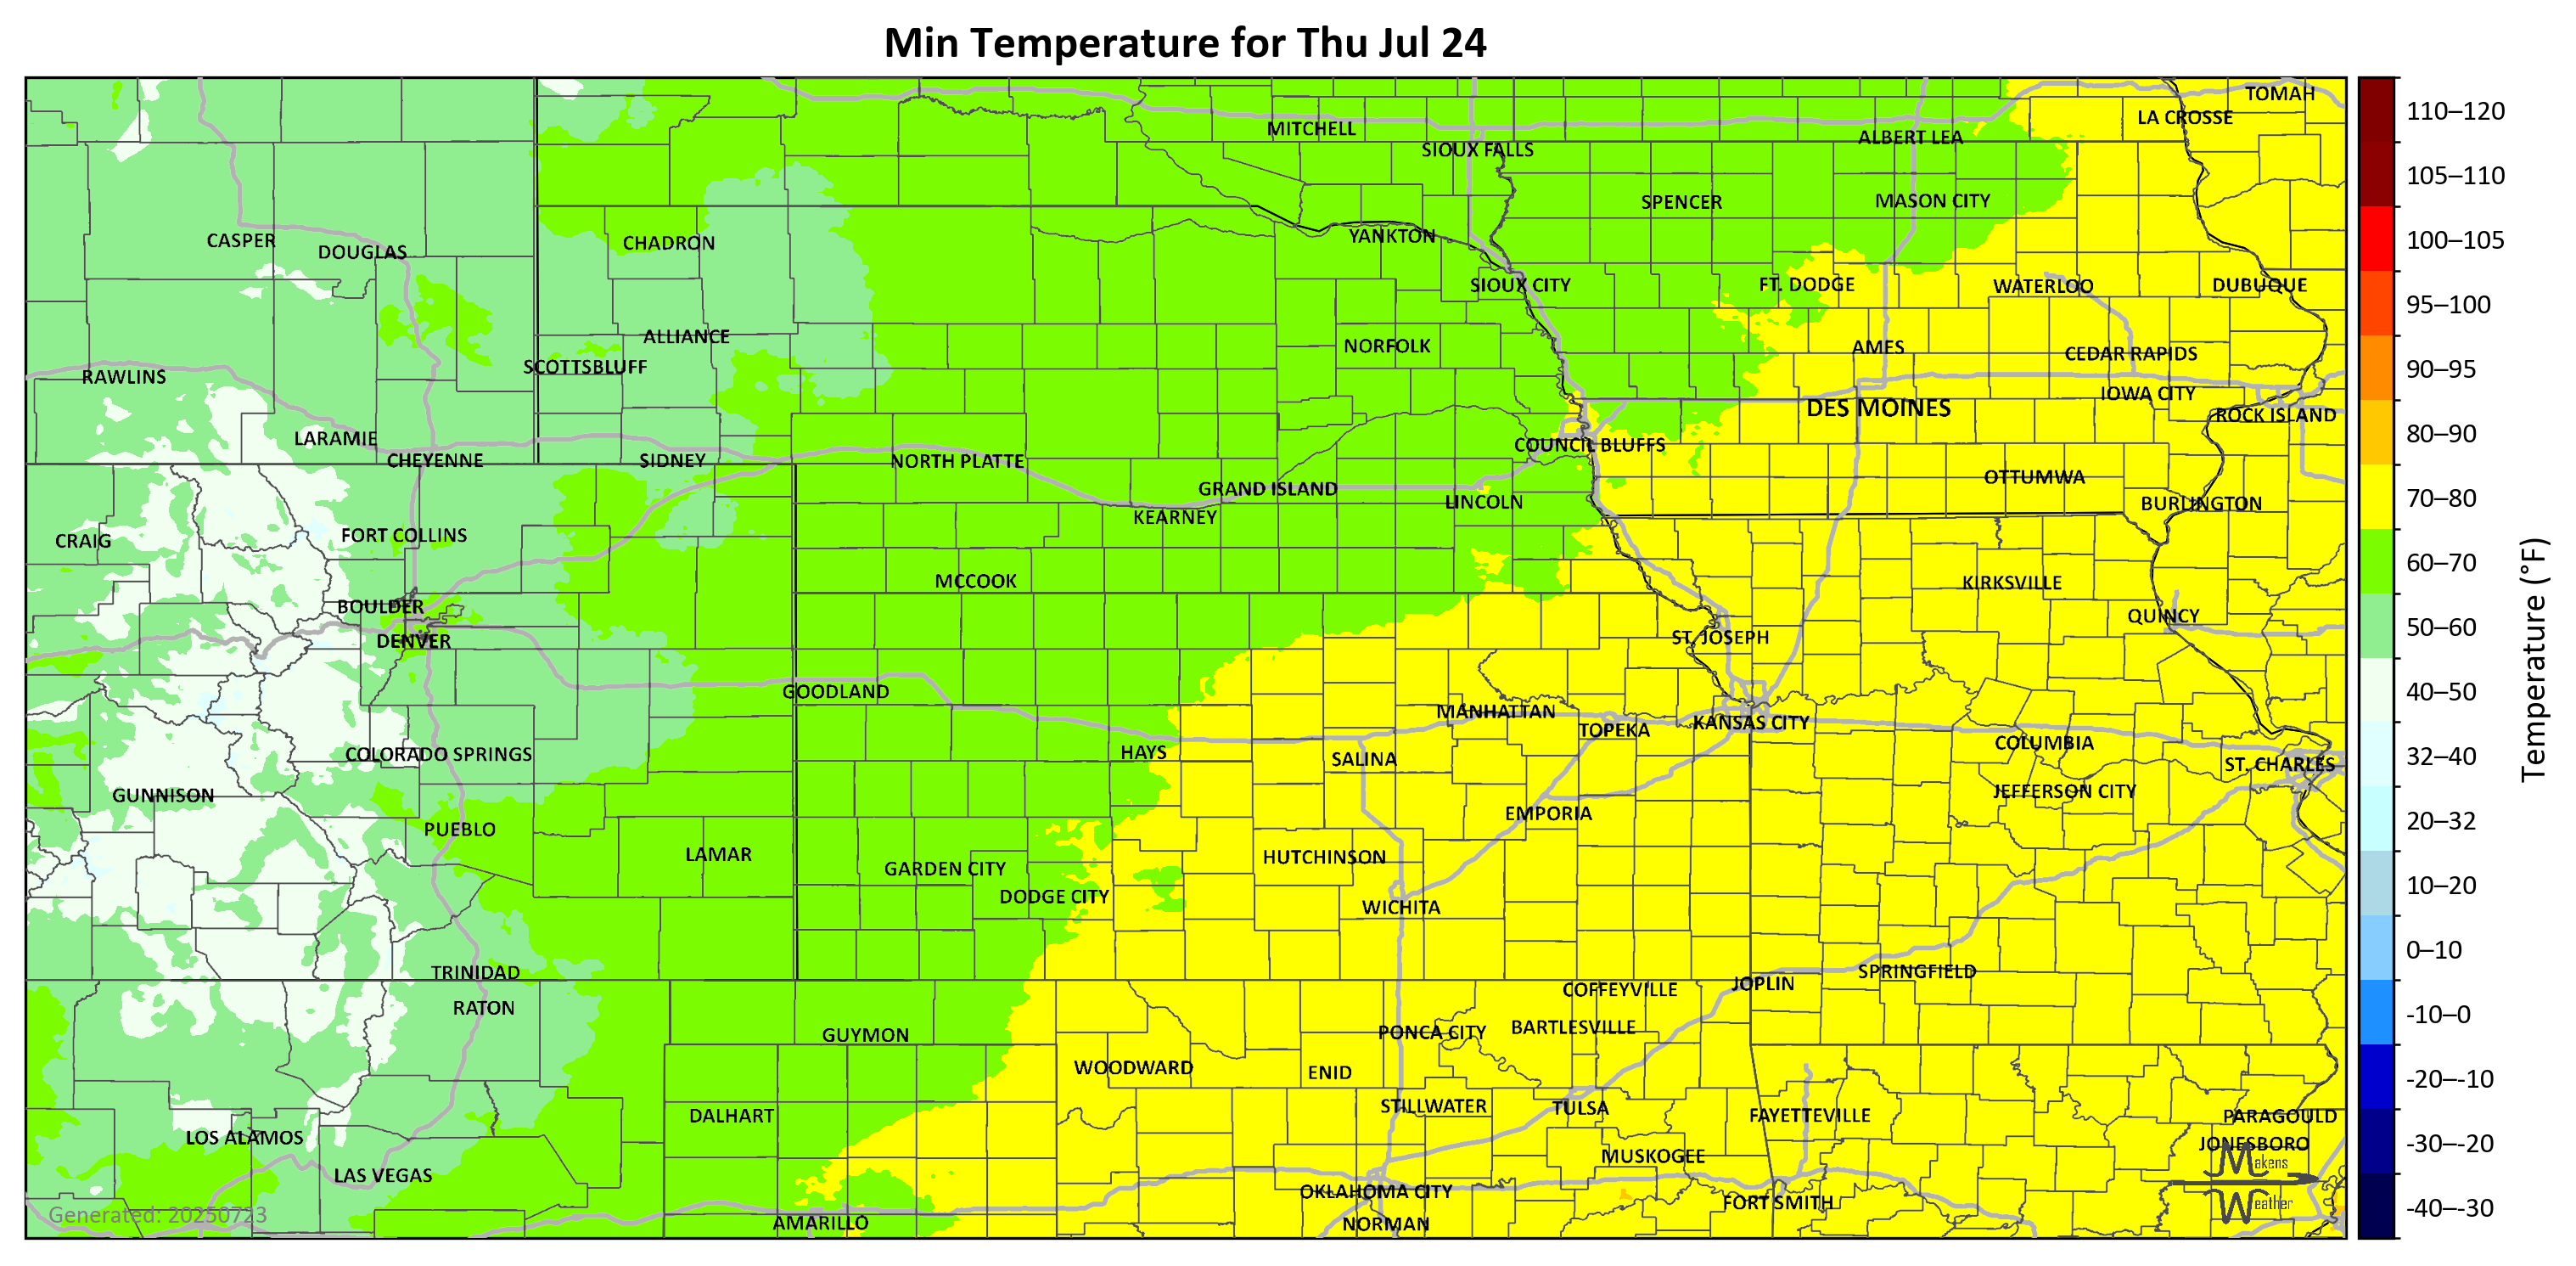 Min Temperature for Thu Jul 24
TOMAH
LA CROSSE
MITCHELL
ALBERT LEA
SIOUX FALLS
SPENCER
MASON CITY
CASPER
DOUGLAS
CHADRON
YANKTON
SIOUX CITY
FT. DODGE
WATERLOO
DUBUQUE
ALLIANCE
NORFOLK
AMES
CEDAR RAPIDS
SCOTTSBLUFF
RAWLINS
IOWA CITY
DES MOINES
ROCK ISLAND
LARAMIE
COUNCIL BLUFFS
CHEYENNE
SIDNEY
NORTH PLATTE
OTTUMWA
GRAND ISLAND
LINCOLN
BURLINGTON
KEARNEY
FORT COLLINS
CRAIG
MCCOOK
KIRKSVILLE
BOULDER
QUINCY
DENVER
ST. JOSEPH
GOODLAND
MANHATTAN
KANSAS CITY
TOPEKA
COLUMBIA
HAYS
COLORADO SPRINGS
SALINA
ST. CHARLES
GUNNISON
JEFFERSON CITY
EMPORIA
PUEBLO
LAMAR
HUTCHINSON
GARDEN CITY
DODGE CITY
WICHITA
TRINIDAD
SPRINGFIELD
JOPLIN
COFFEYVILLE
RATON
BARTLESVILLE
PONCA CITY
GUYMON
WOODWARD
ENID
STILLWATER
TULSA
DALHART
FAYETTEVILLE
PARAGOULD
LOS ALAMOS
JONESBORO
MUSKOGEE
LAS VEGAS
OKLAHOMA CITY
FORT SMITH
AMARILLO
NORMAN
Generated: 20250723
Makens
Weather
110–120
105–110
100–105
95–100
90–95
80–90
70–80
60–70
50–60
40–50
32–40
20–32
10–20
0–10
-10–0
-20–-10
-30–-20
-40–-30
Temperature (°F)